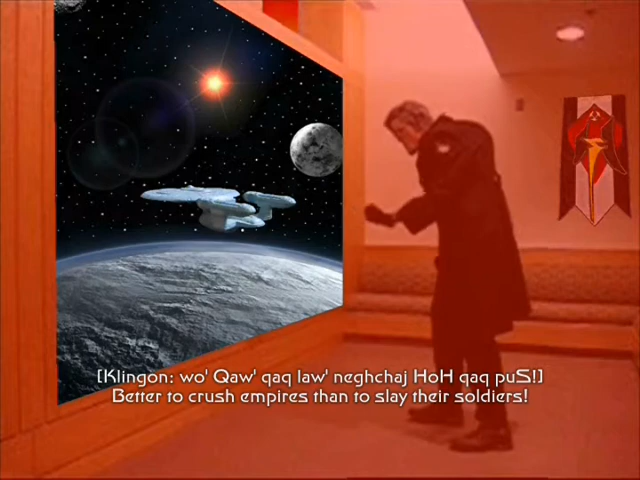 [Klingon: wo' Qaw' qaq law' neghchaj HoH qaq puS!]
Better to crush empires than to slay their soldiers!